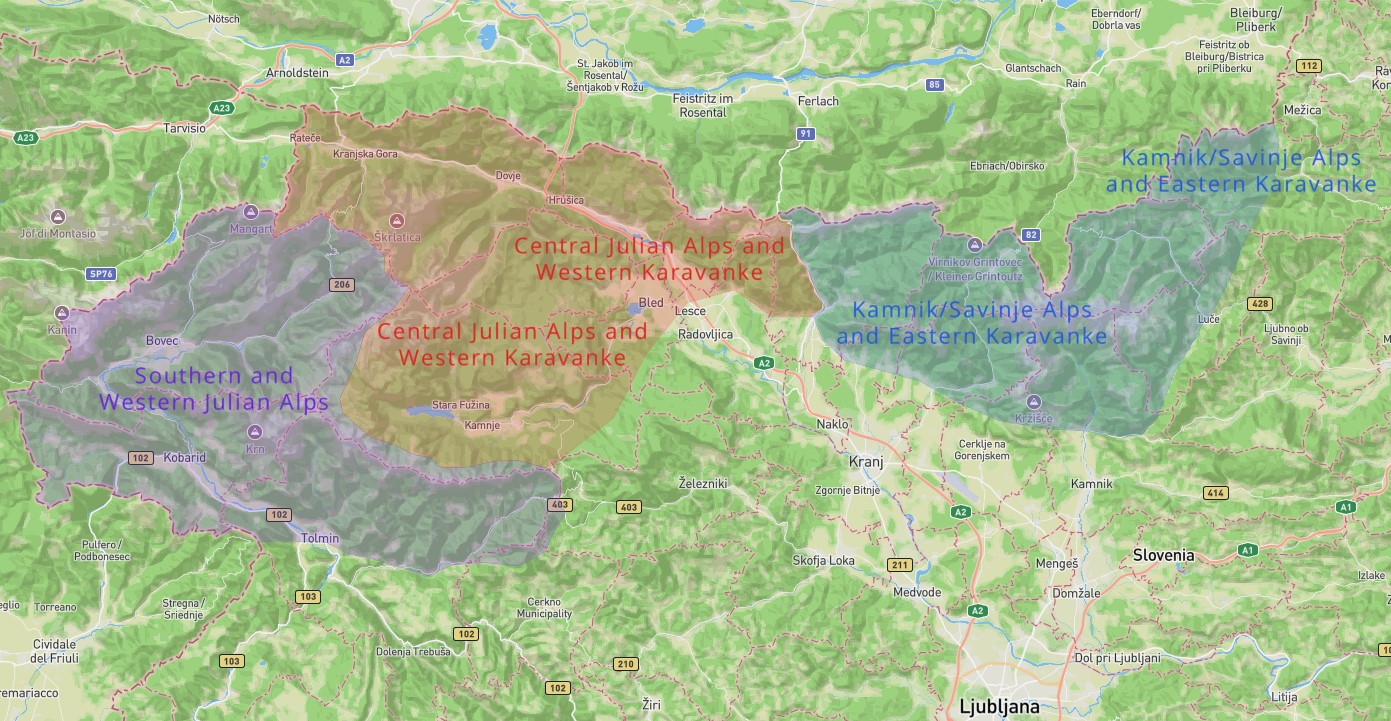 Nötsch
Eberndorf/
Dobrla vas
Bleiburg/
Pliberk
Feistritz ob
Bleiburg/Bistrica
pri Pliberku
A2
Arnoldstein
St. Jakob im
Rosental/
Šentjakob v Rožu
Glantschach
Rain
112
85
Feistritz im
Rosental
Ferlach
Mežica
A23
A23
Tarvisio
91
Rateče
Kranjska Gora
Dovje
Hrušica
Ebriach/Obirsko
Kamnik/Savinje Alps
and Eastern Karavanke
Jôf di Montasio
Mangart
Škrlatica
82
Central Julian Alps and
Western Karavanke
Virnikov Grintovec
/ Kleiner Grintoutz
SP76
206
Kanin
Bled
Lesce
Radovljica
428
Luče
Ljubno ob
Savinji
Kamnik/Savinje Alps
and Eastern Karavanke
Central Julian Alps and
Western Karavanke
Bovec
A2
Southern and
Western Julian Alps
Stara Fužina
Kamnje
Križišče
Naklo
Krn
102
Kobarid
Kranj
Cerklje na
Gorenjskem
Železniki
Zgornje Bitnje
Kamnik
414
403
403
A2
A1
102
Tolmin
Pulfero /
Podbonesec
Skofja Loka
211
Mengeš
Slovenia
A1
Izlake
Medvode
Domžale
103
Torreano
Stregna /
Sriednje
Cerkno
Municipality
A2
102
Cividale
del Friuli
103
Dolenja Trebuša
210
Dol pri Ljubljani
102
Žiri
Litija
Ljubljana